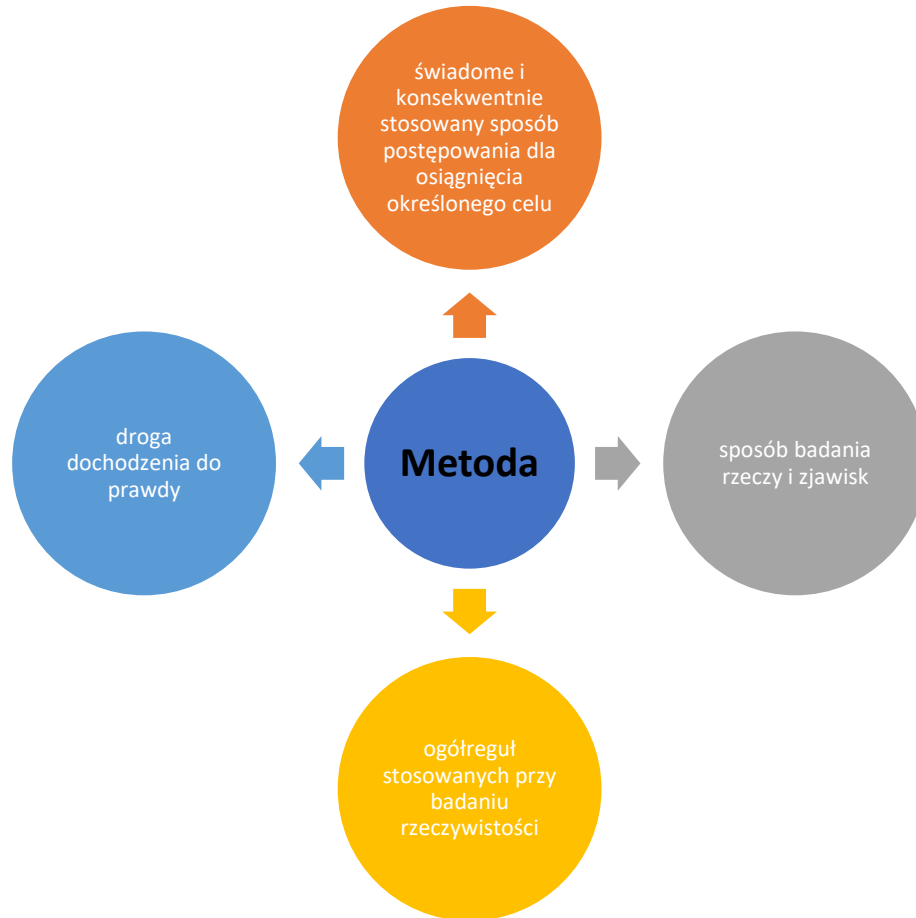 świadome i
konsekwentnie
stosowany sposób
postępowania dla
osiągnięcia
określonego celu
droga
dochodzenia do
prawdy
Metoda
sposób badania
rzeczy i zjawisk
ogółreguł
stosowanych przy
badaniu
rzeczywistości